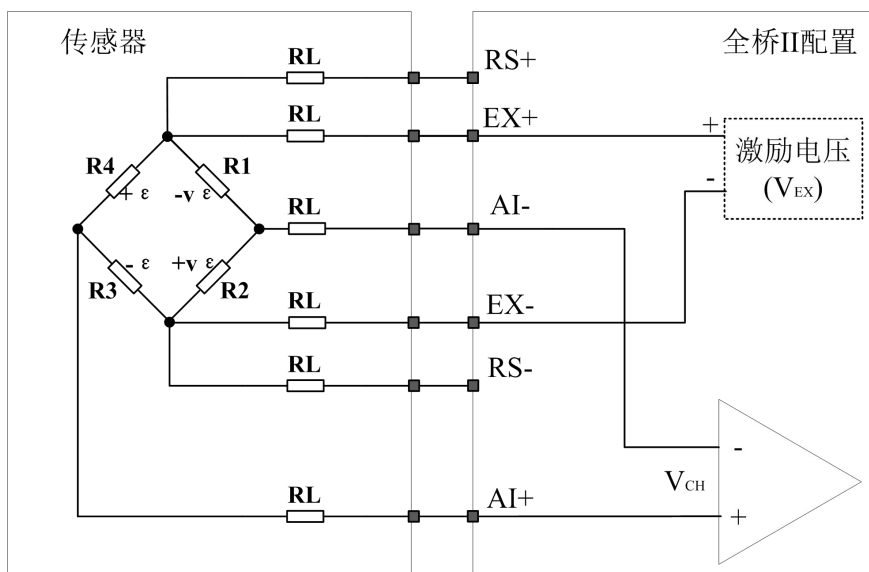 传感器
全桥II配置
RL
RS+
RL
EX+
+
激励电压
(VEX)
-
R4
R1
+ ε
-v ε
RL
AI-
- ε
+v ε
R3
R2
RL
EX-
RL
RS-
-
VCH
RL
AI+
+